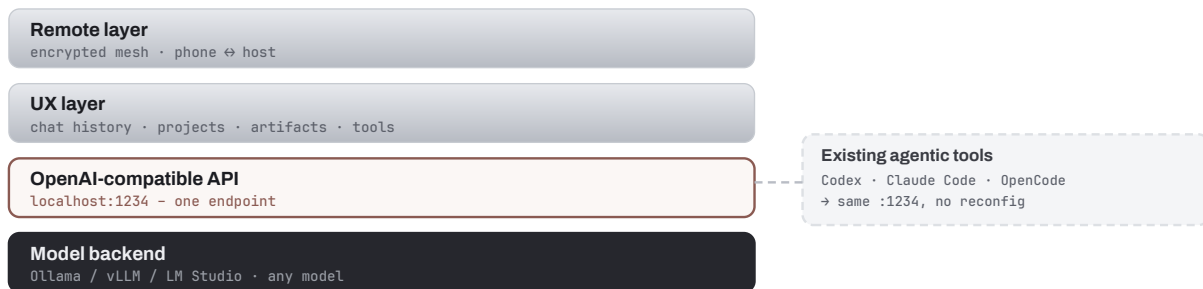 Remote layer
encrypted mesh · phone ↔ host
UX layer
chat history · projects · artifacts · tools
OpenAI-compatible API
localhost:1234 – one endpoint
Existing agentic tools
Codex · Claude Code · OpenCode
→ same :1234, no reconfig
Model backend
Ollama / vLLM / LM Studio · any model